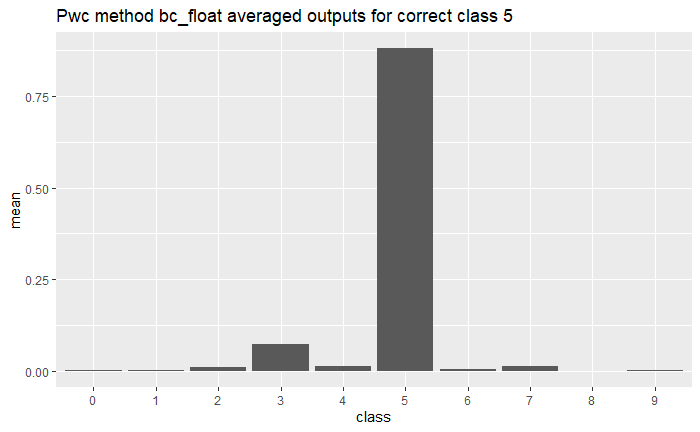 Pwc method bc_float averaged outputs for correct class 5
mean
0.75
0.50
0.25
0.00
0 1 2 3 4 5 6 7 8 9
class